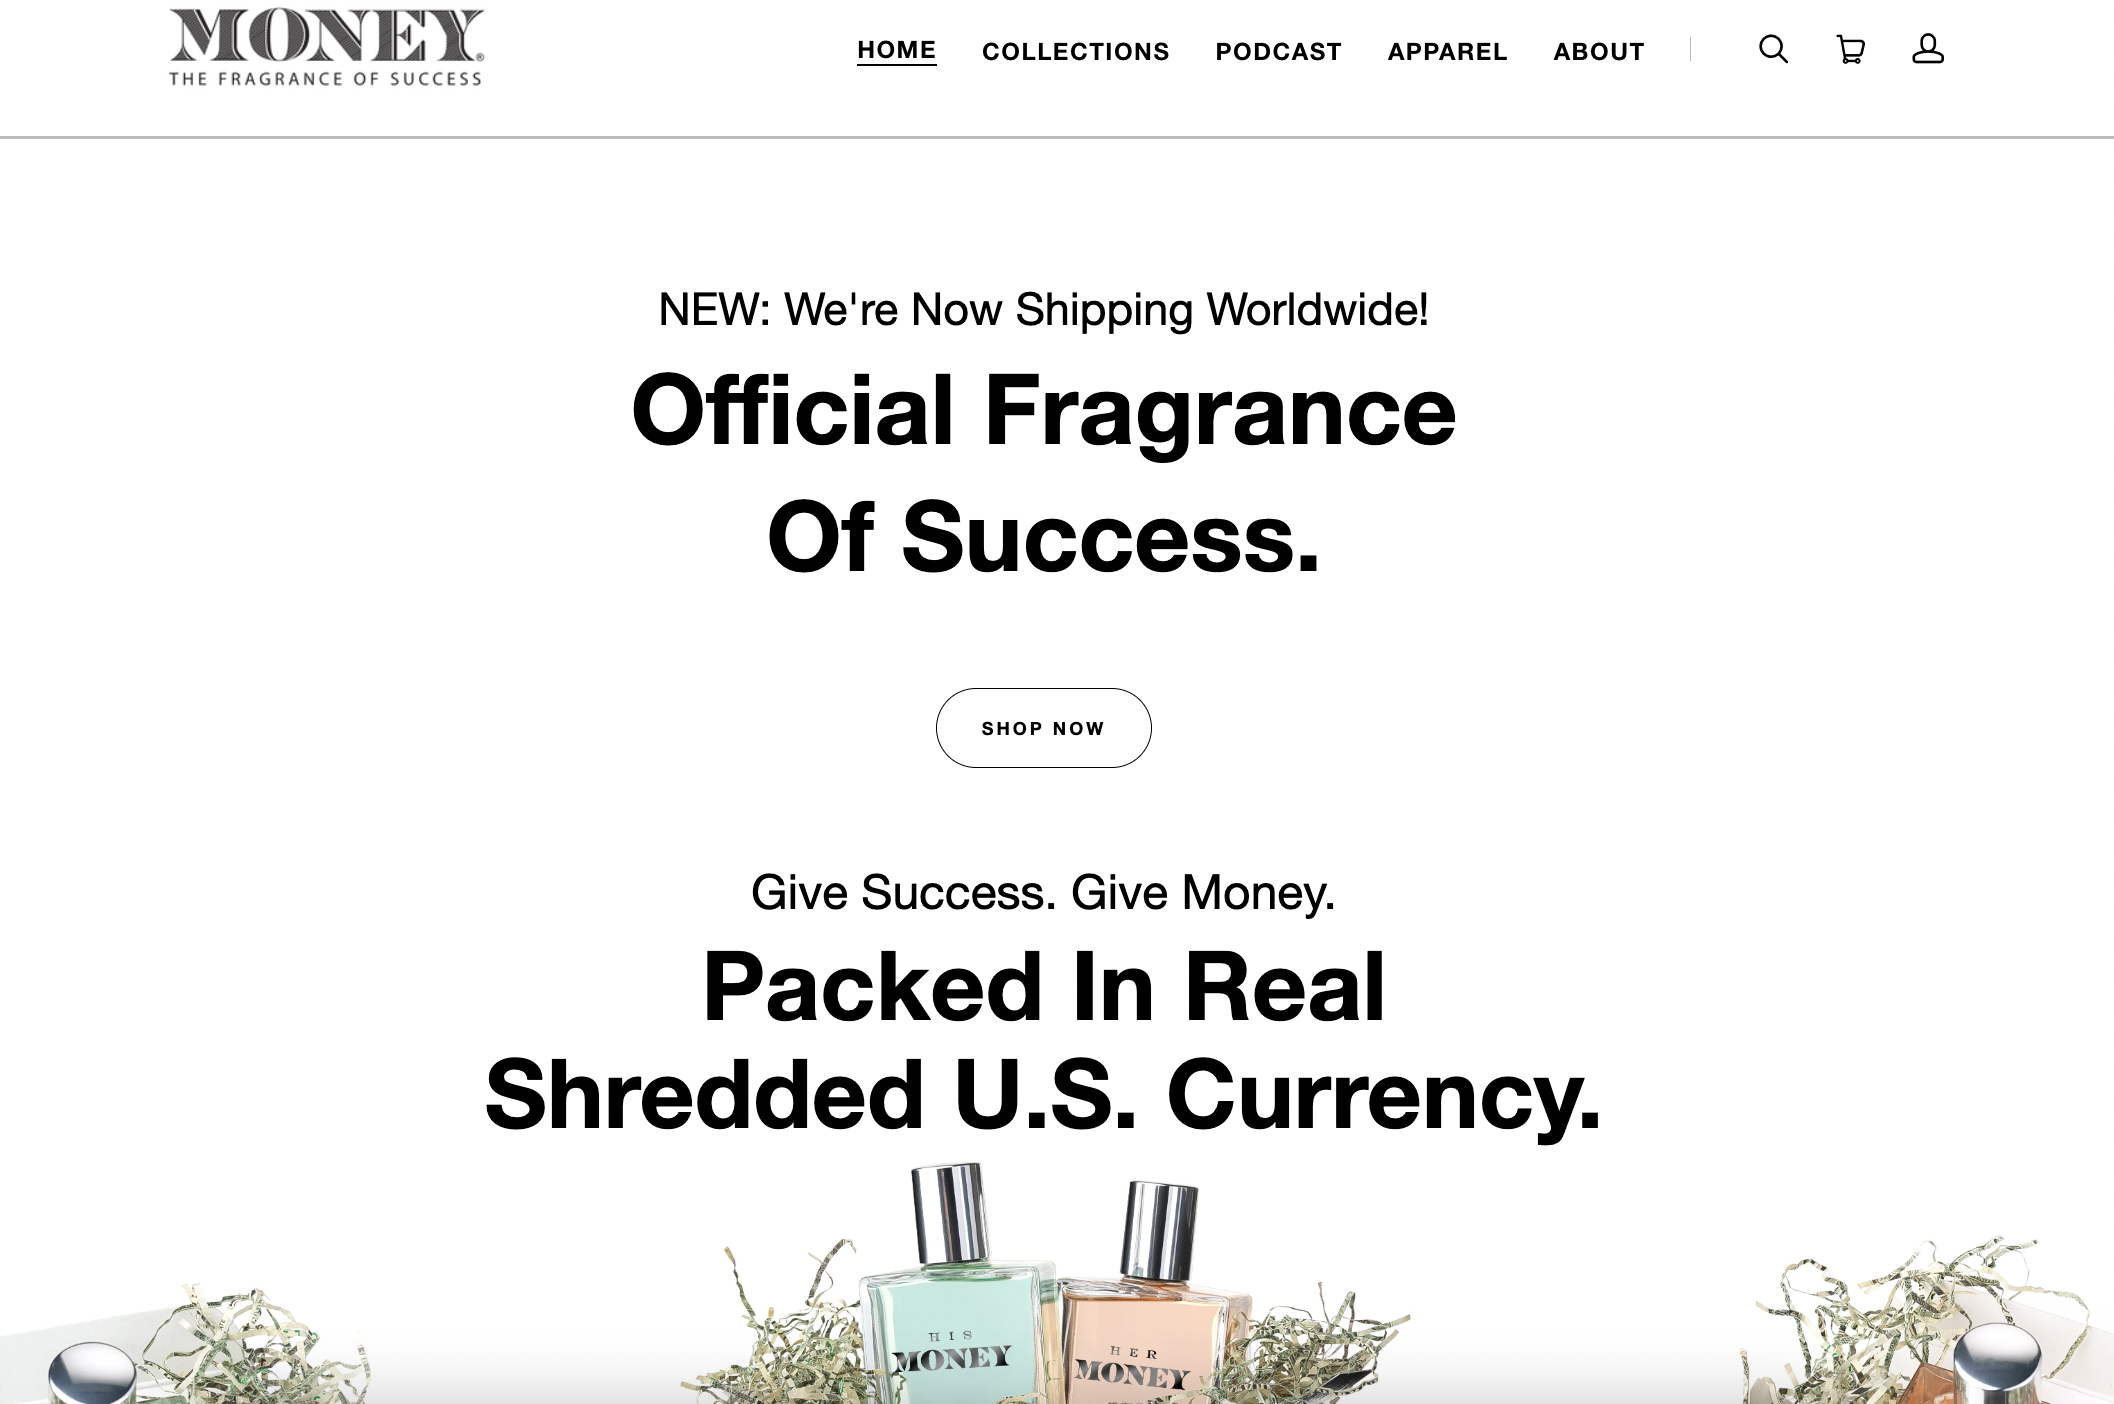 MONEY®
THE FRAGRANCE OF SUCCESS
HOME COLLECTIONS PODCAST APPAREL ABOUT
NEW: We're Now Shipping Worldwide!
Official Fragrance
Of Success.
SHOP NOW
Give Success. Give Money.
Packed In Real
Shredded U.S. Currency.
HIS
MONEY
HER
MONEY